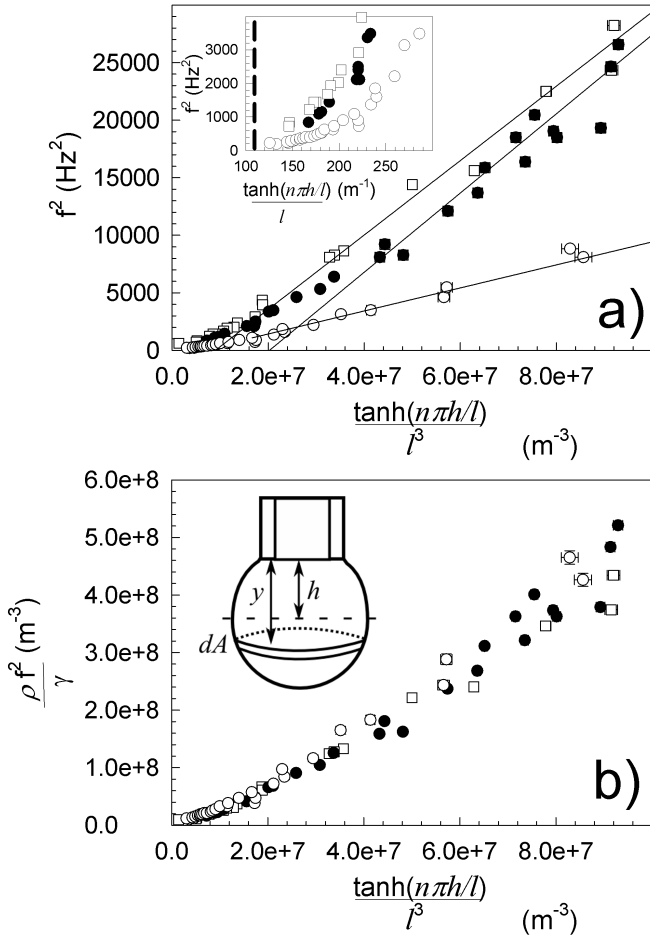 25000
20000
15000
10000
5000
0
f² (Hz²)
3000
2000
1000
0
f² (Hz²)
100 150 200 250
tanh(nπh/l) (m⁻¹)
l
a)
0.0 2.0e+7 4.0e+7 6.0e+7 8.0e+7
tanh(nπh/l)
l³ (m⁻³)
6.0e+8
5.0e+8
4.0e+8
3.0e+8
2.0e+8
1.0e+8
0.0
ρ f² (m⁻³)
γ
y h
dA
b)
0.0 2.0e+7 4.0e+7 6.0e+7 8.0e+7
tanh(nπh/l)
l³ (m⁻³)